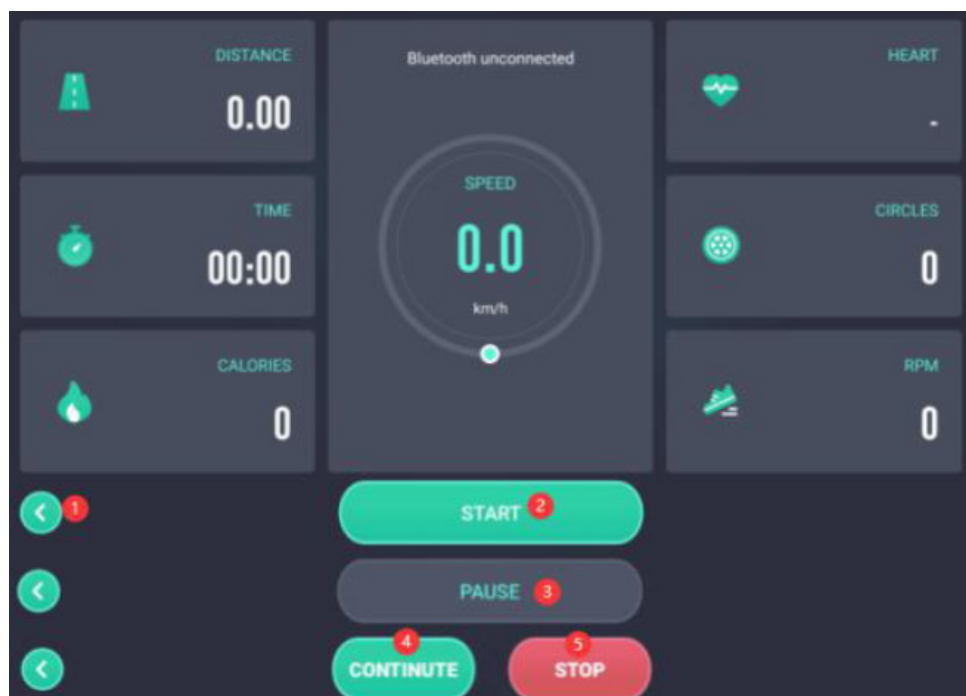 DISTANCE
0.00
Bluetooth unconnected
HEART
-
TIME
00:00
SPEED
0.0
km/h
CIRCLES
0
CALORIES
0
RPM
0
1
START 2
PAUSE 3
4
CONTINUTE
5
STOP